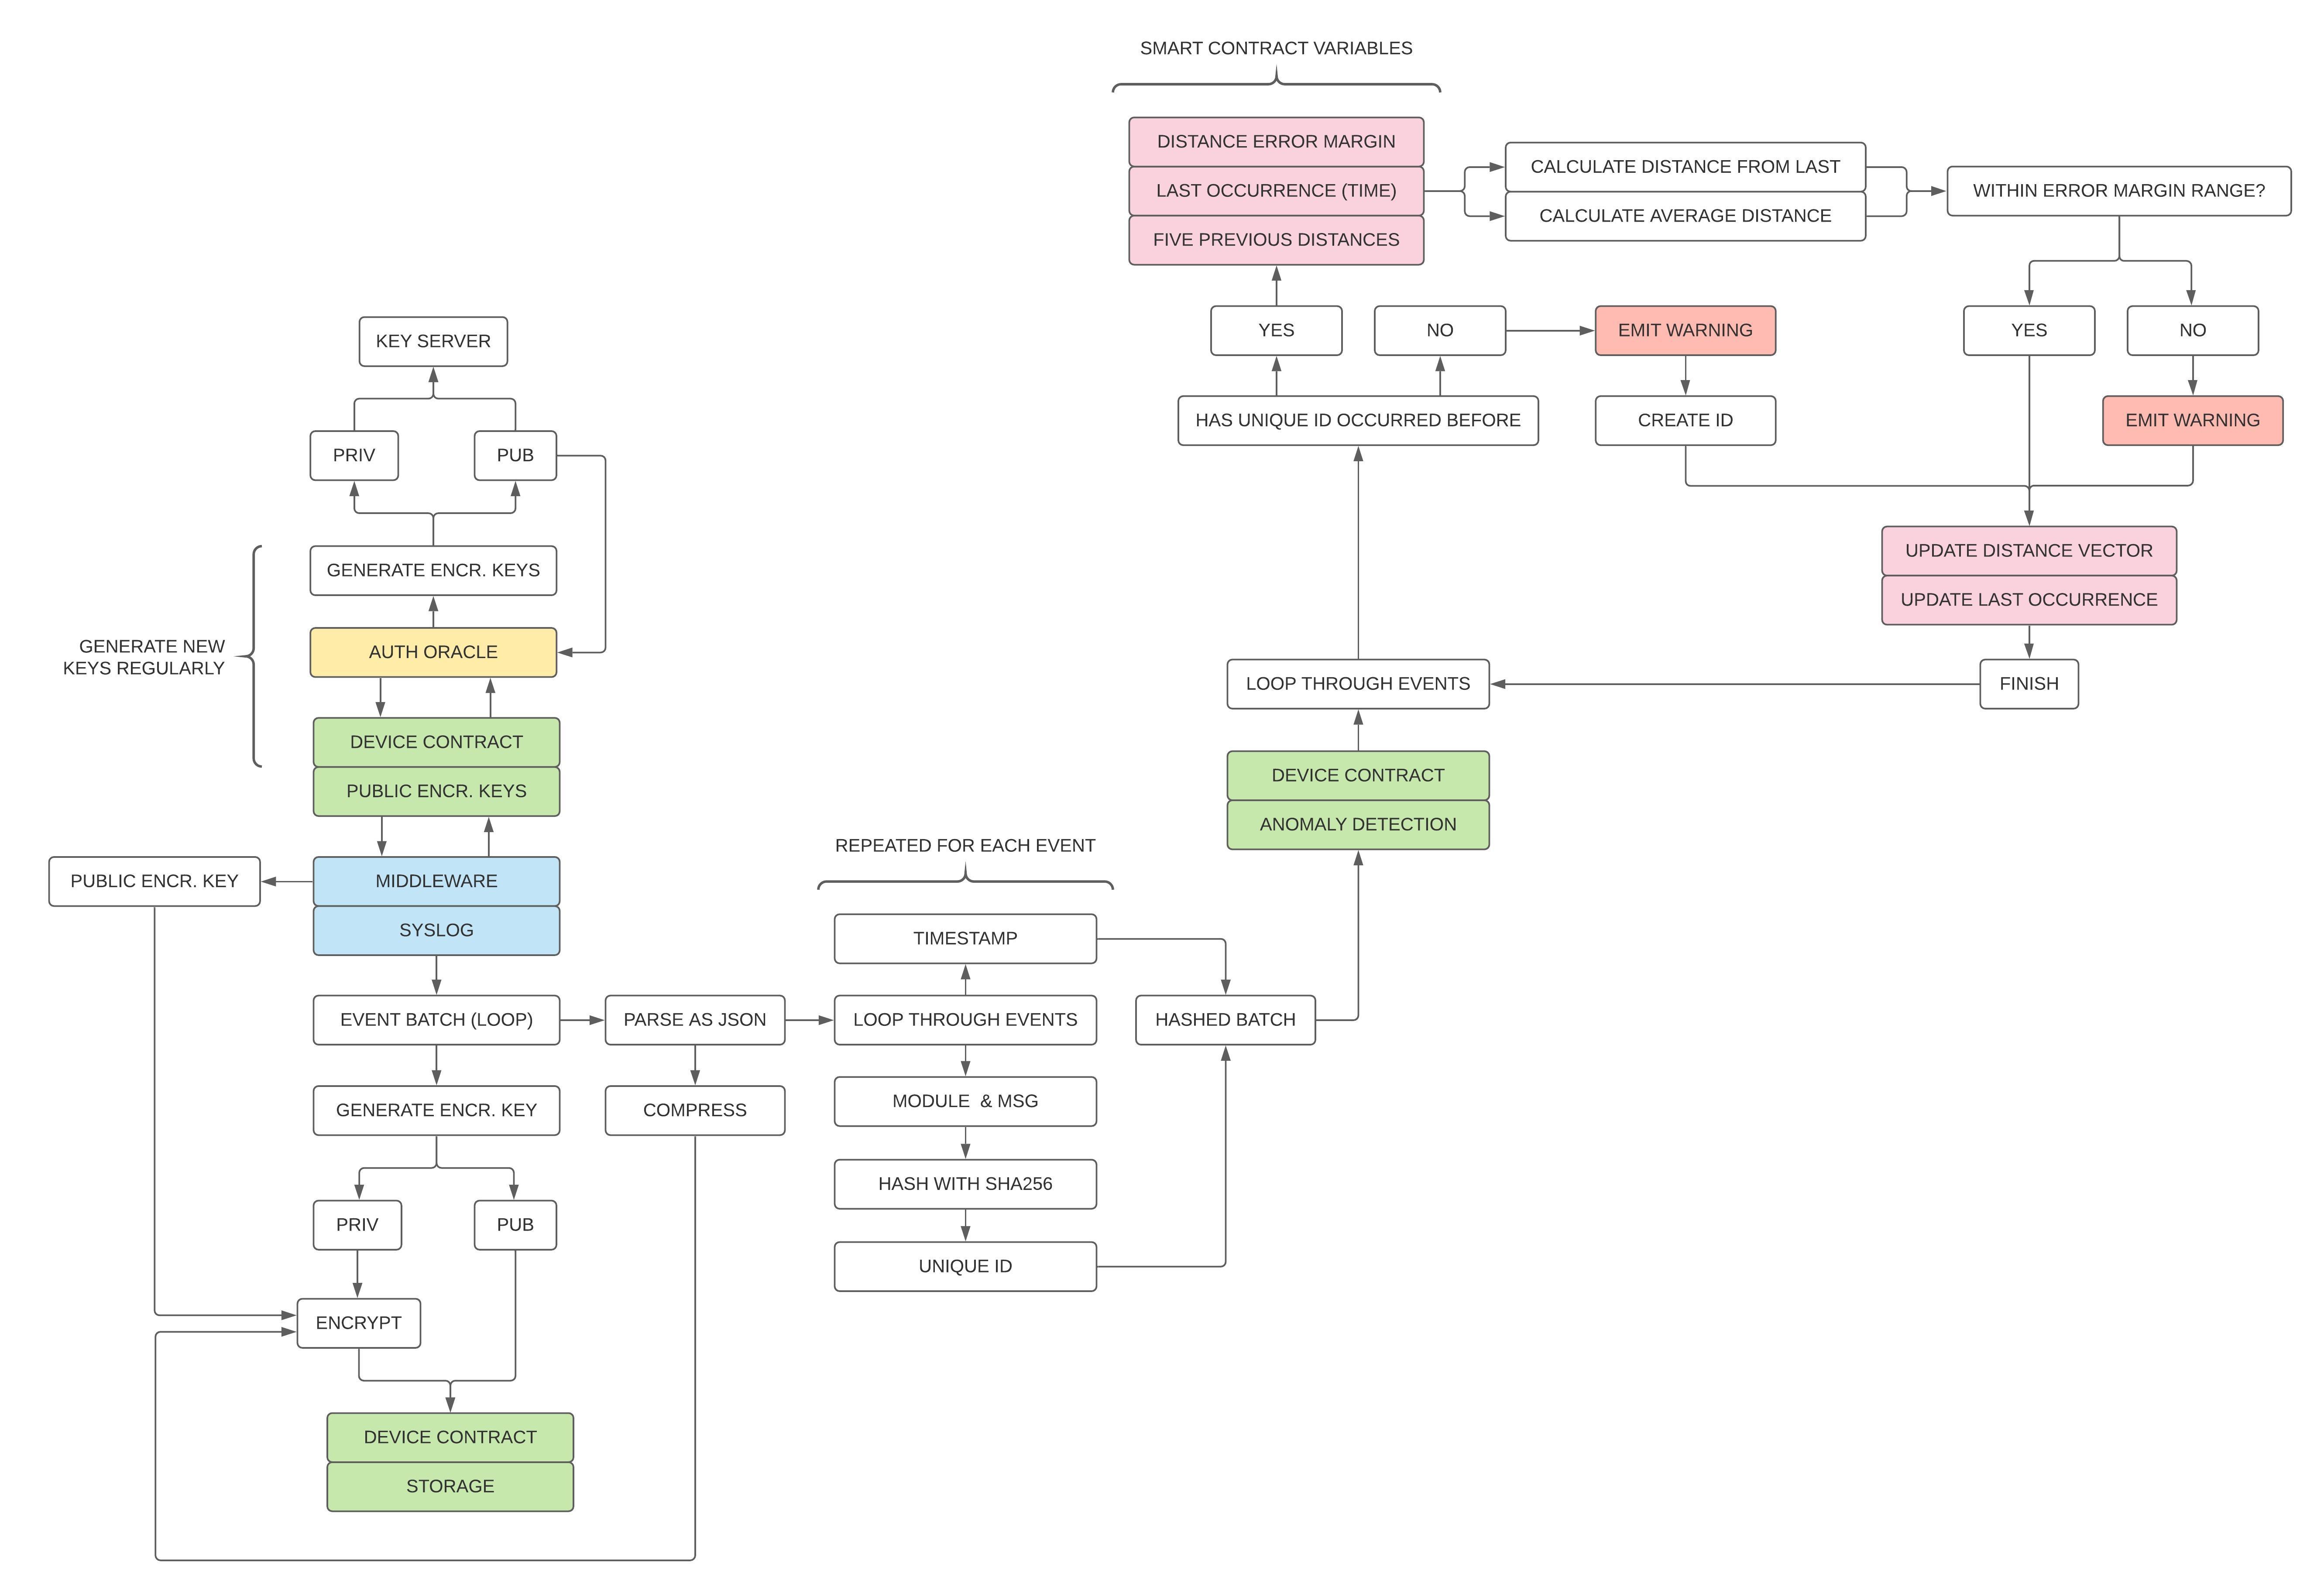 SMART CONTRACT VARIABLES
DISTANCE ERROR MARGIN
LAST OCCURRENCE (TIME)
FIVE PREVIOUS DISTANCES
CALCULATE DISTANCE FROM LAST
CALCULATE AVERAGE DISTANCE
WITHIN ERROR MARGIN RANGE?
YES
NO
EMIT WARNING
YES
NO
HAS UNIQUE ID OCCURRED BEFORE
CREATE ID
EMIT WARNING
UPDATE DISTANCE VECTOR
UPDATE LAST OCCURRENCE
LOOP THROUGH EVENTS
FINISH
DEVICE CONTRACT
ANOMALY DETECTION
KEY SERVER
PRIV
PUB
GENERATE ENCR. KEYS
GENERATE NEW
KEYS REGULARLY
AUTH ORACLE
DEVICE CONTRACT
PUBLIC ENCR. KEYS
PUBLIC ENCR. KEY
MIDDLEWARE
SYSLOG
REPEATED FOR EACH EVENT
TIMESTAMP
EVENT BATCH (LOOP)
PARSE AS JSON
LOOP THROUGH EVENTS
HASHED BATCH
GENERATE ENCR. KEY
COMPRESS
MODULE & MSG
HASH WITH SHA256
UNIQUE ID
PRIV
PUB
ENCRYPT
DEVICE CONTRACT
STORAGE